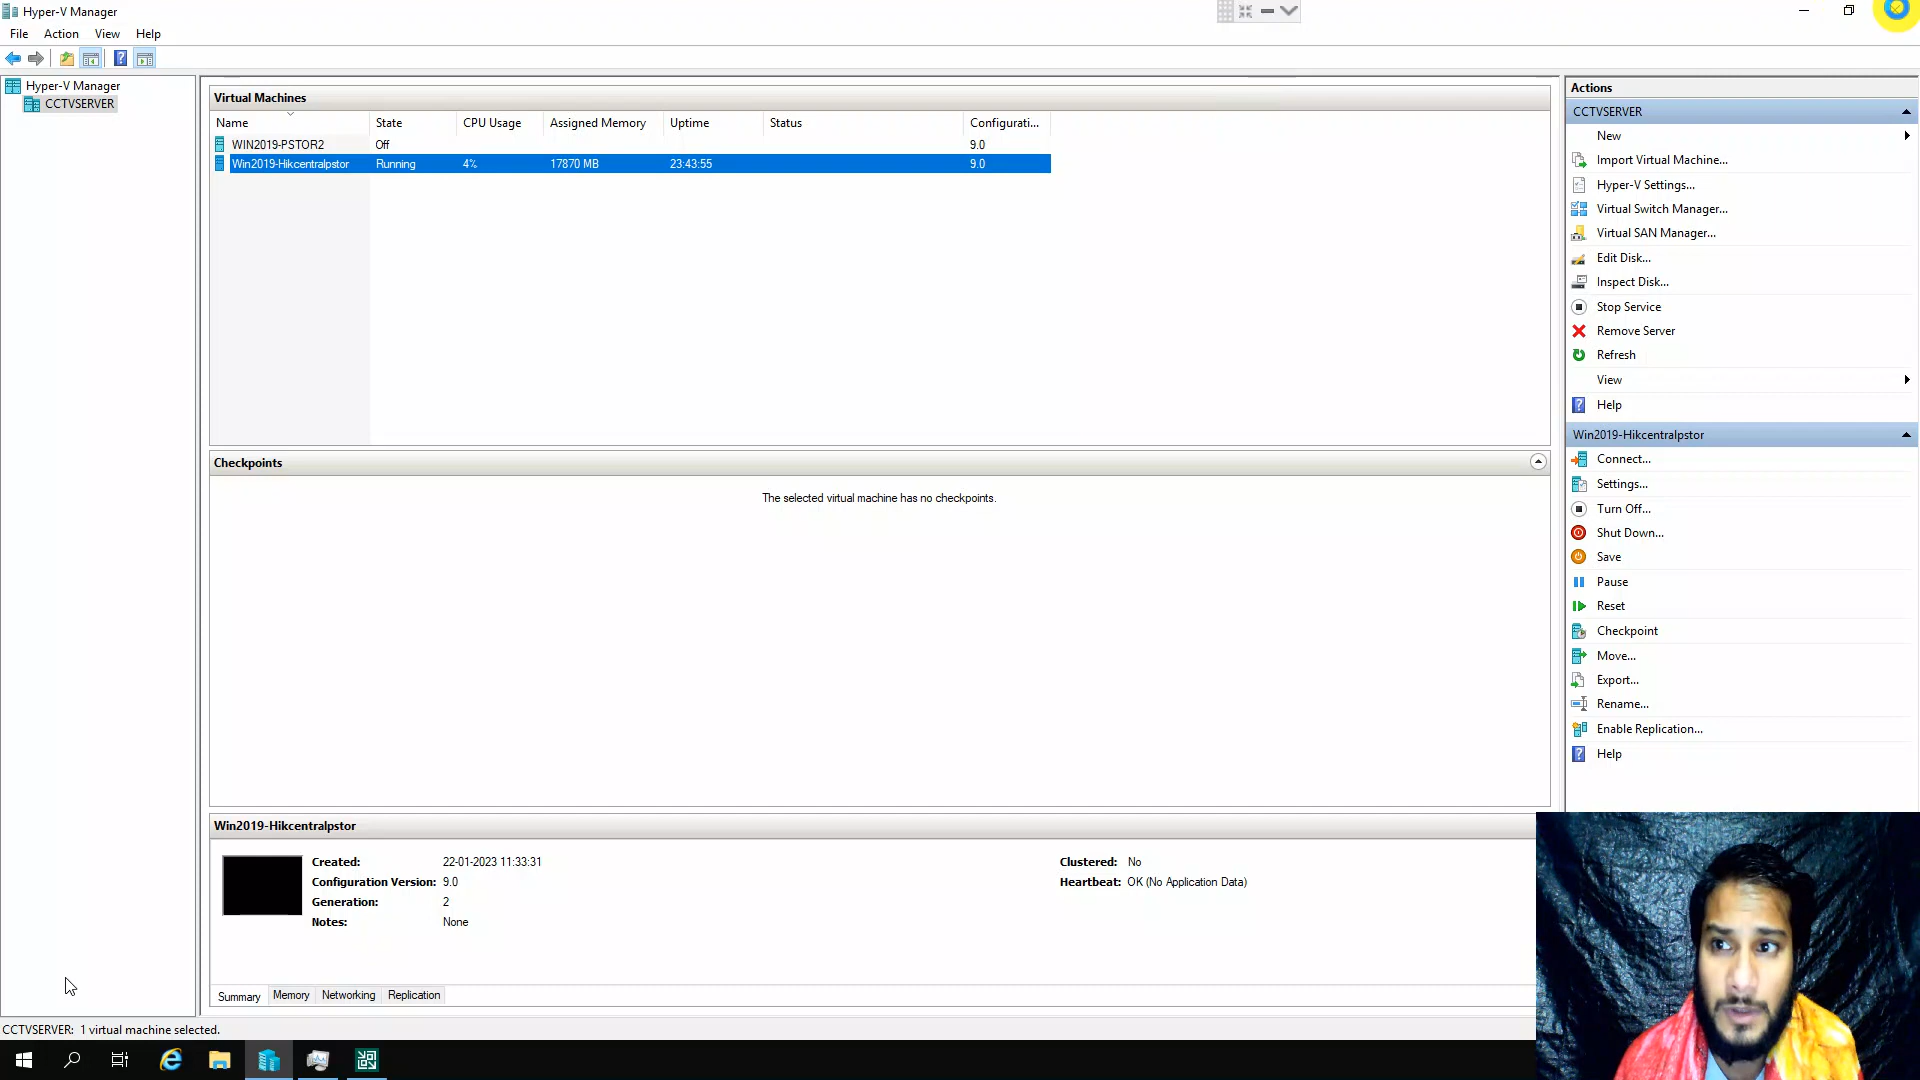 Hyper-V Manager
File Action View Help
Hyper-V Manager
CCTVSERVER
Virtual Machines
Name State CPU Usage Assigned Memory Uptime Status Configurati...
WIN2019-PSTOR2 Off 9.0
Win2019-Hikcentralpstor Running 4% 17870 MB 23:43:55 9.0
Checkpoints
The selected virtual machine has no checkpoints.
Win2019-Hikcentralpstor
Created: 22-01-2023 11:33:31 Clustered: No
Configuration Version: 9.0 Heartbeat: OK (No Application Data)
Generation: 2
Notes: None
Summary Memory Networking Replication
Actions
CCTVSERVER
New
Import Virtual Machine...
Hyper-V Settings...
Virtual Switch Manager...
Virtual SAN Manager...
Edit Disk...
Inspect Disk...
Stop Service
Remove Server
Refresh
View
Help
Win2019-Hikcentralpstor
Connect...
Settings...
Turn Off...
Shut Down...
Save
Pause
Reset
Checkpoint
Move...
Export...
Rename...
Enable Replication...
Help
CCTVSERVER: 1 virtual machine selected.